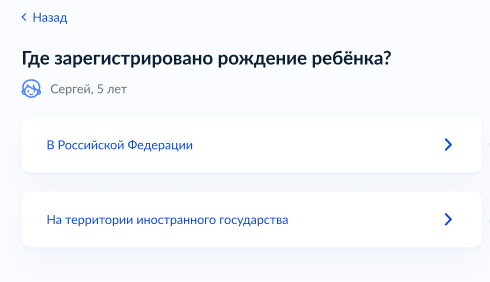 Назад
Где зарегистрировано рождение ребёнка?
Сергей, 5 лет
В Российской Федерации
На территории иностранного государства